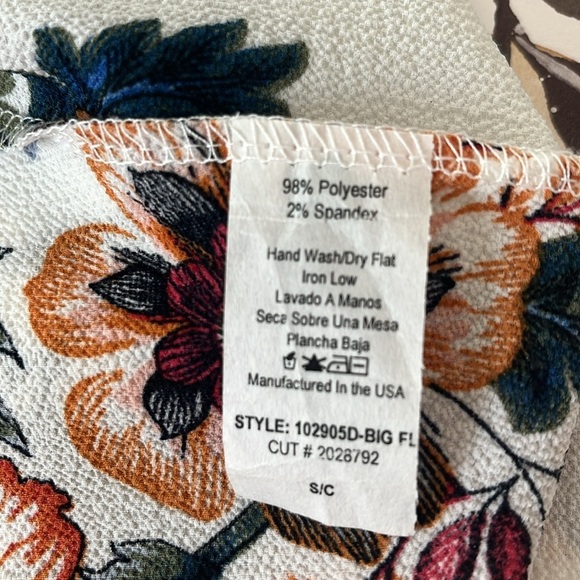 98% Polyester
2% Spandex
Hand Wash/Dry Flat
Iron Low
Lavado A Manos
Seca Sobre Una Mesa
Plancha Baja
Manufactured In the USA
STYLE: 102905D-BIG FL
CUT # 2028792
S/C